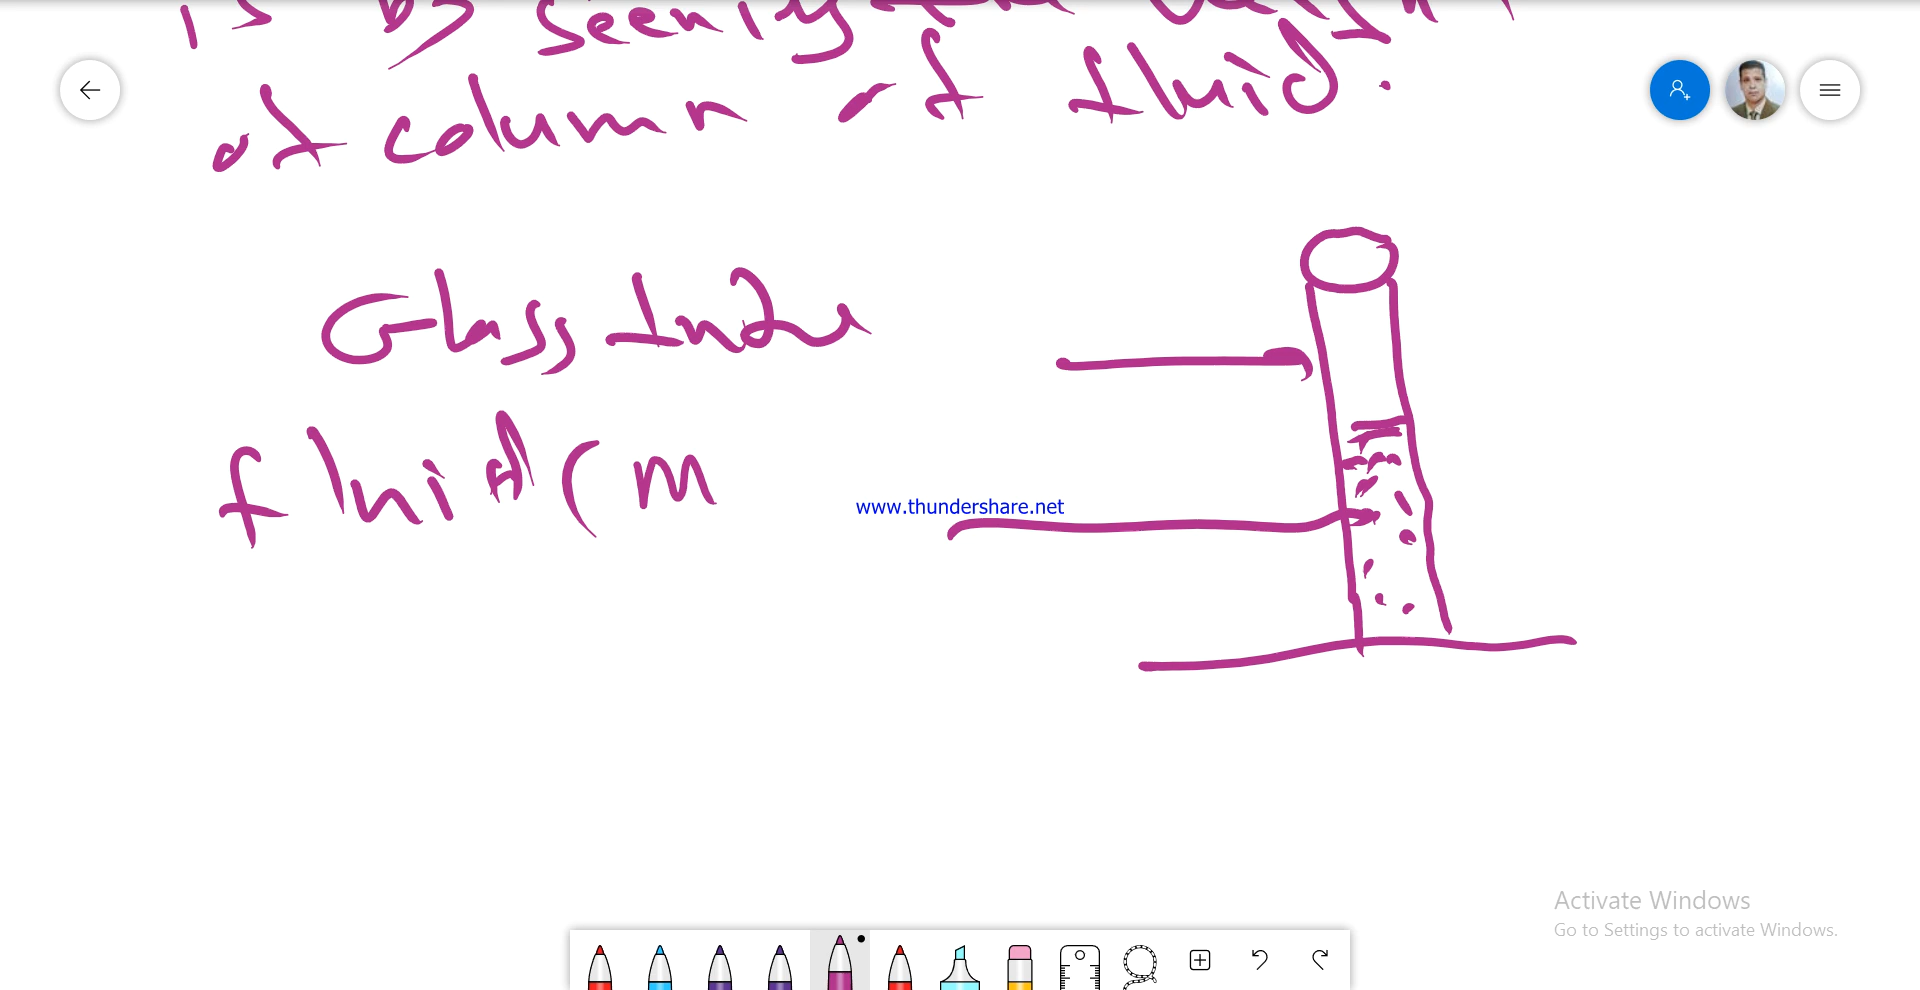 is by seeing the height
of column of fluid.
Glass tube
fluid (m
www.thundershare.net
Activate Windows
Go to Settings to activate Windows.